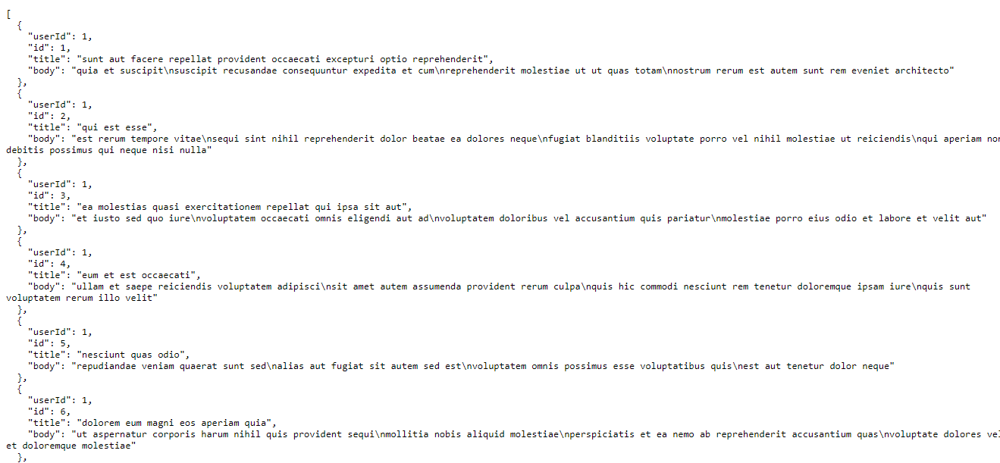 [
  {
    "userId": 1,
    "id": 1,
    "title": "sunt aut facere repellat provident occaecati excepturi optio reprehenderit",
    "body": "quia et suscipit\nsuscipit recusandae consequuntur expedita et cum\nreprehenderit molestiae ut ut quas totam\nnostrum rerum est autem sunt rem eveniet architecto"
  },
  {
    "userId": 1,
    "id": 2,
    "title": "qui est esse",
    "body": "est rerum tempore vitae\nsequi sint nihil reprehenderit dolor beatae ea dolores neque\nfugiat blanditiis voluptate porro vel nihil molestiae ut reiciendis\nqui aperiam non
debitis possimus qui neque nisi nulla"
  },
  {
    "userId": 1,
    "id": 3,
    "title": "ea molestias quasi exercitationem repellat qui ipsa sit aut",
    "body": "et iusto sed quo iure\nvoluptatem occaecati omnis eligendi aut ad\nvoluptatem doloribus vel accusantium quis pariatur\nmolestiae porro eius odio et labore et velit aut"
  },
  {
    "userId": 1,
    "id": 4,
    "title": "eum et est occaecati",
    "body": "ullam et saepe reiciendis voluptatem adipisci\nsit amet autem assumenda provident rerum culpa\nquis hic commodi nesciunt rem tenetur doloremque ipsam iure\nquis sunt
voluptatem rerum illo velit"
  },
  {
    "userId": 1,
    "id": 5,
    "title": "nesciunt quas odio",
    "body": "repudiandae veniam quaerat sunt sed\nalias aut fugiat sit autem sed est\nvoluptatem omnis possimus esse voluptatibus quis\nest aut tenetur dolor neque"
  },
  {
    "userId": 1,
    "id": 6,
    "title": "dolorem eum magni eos aperiam quia",
    "body": "ut aspernatur corporis harum nihil quis provident sequi\nmollitia nobis aliquid molestiae\nperspiciatis et ea nemo ab reprehenderit accusantium quas\nvoluptate dolores vel
et doloremque molestiae"
  },